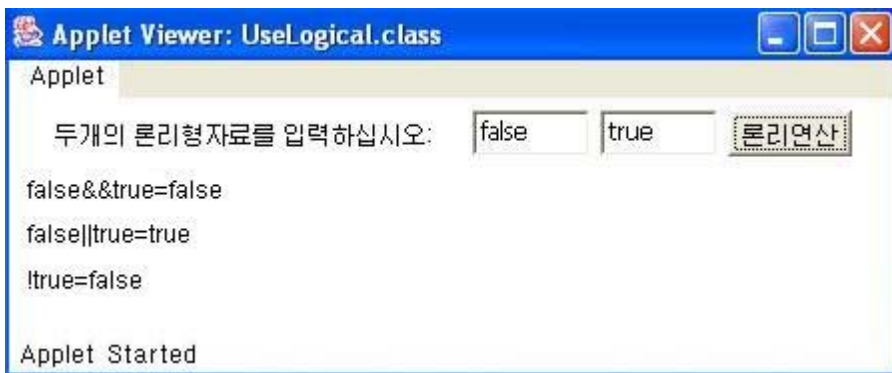 Applet Viewer: UseLogical.class
Applet
두개의 론리형자료를 입력하십시오: false true 론리연산
false&&true=false
false||true=true
!true=false
Applet Started